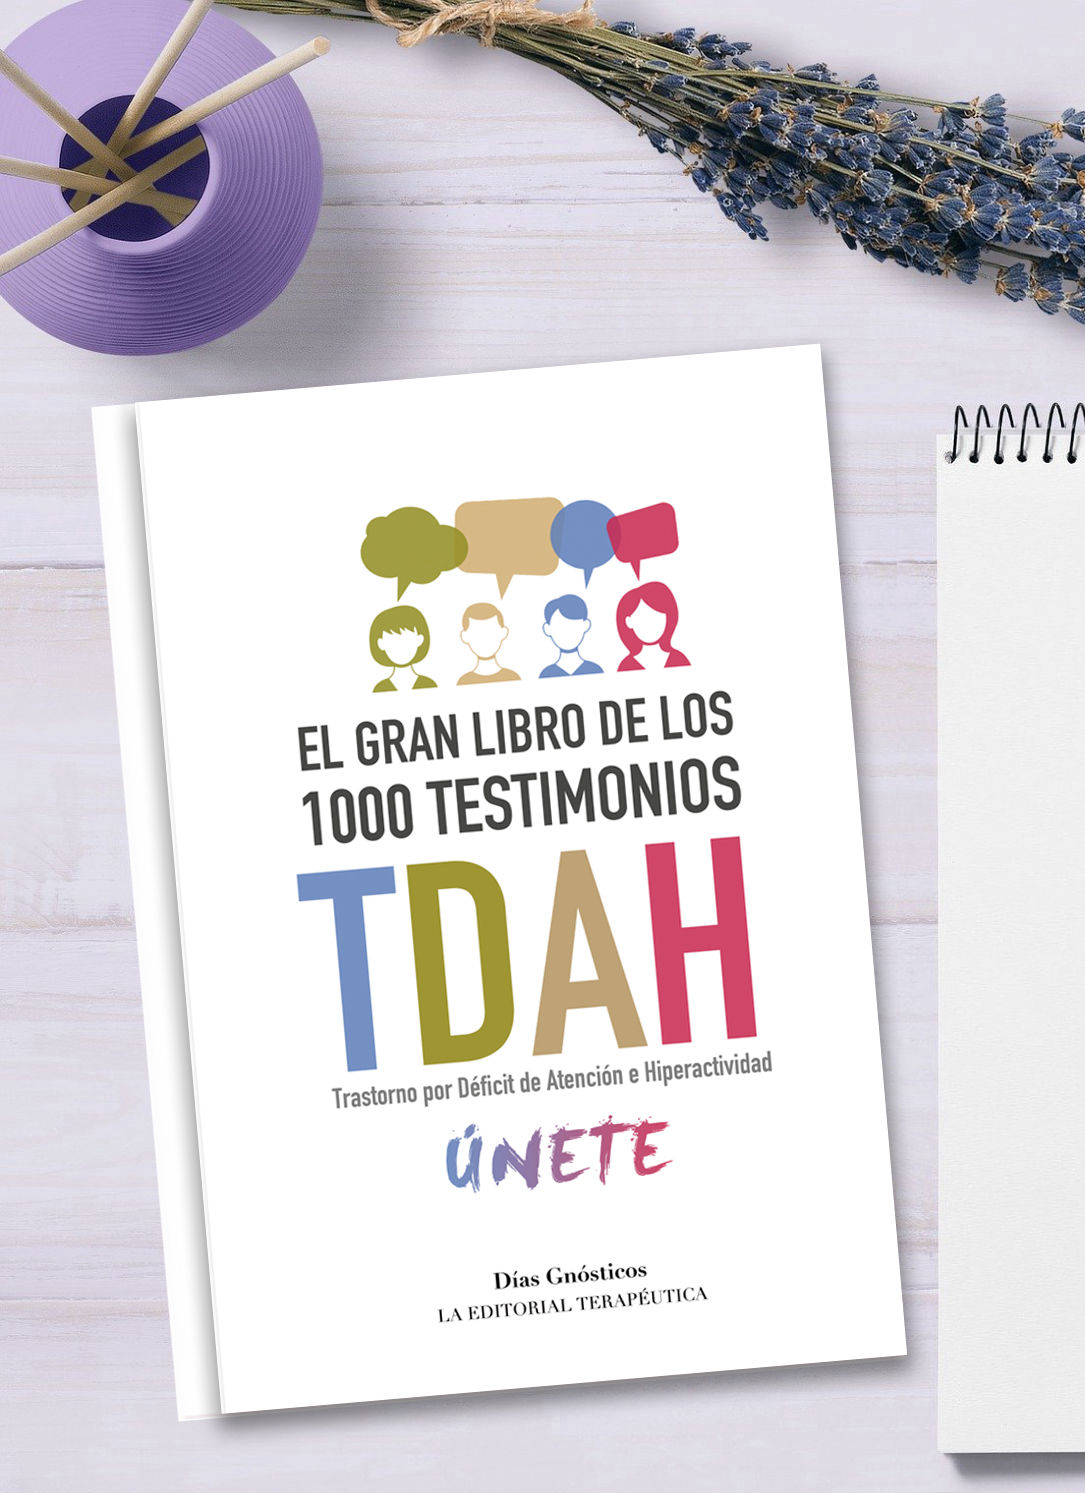 EL GRAN LIBRO DE LOS
1000 TESTIMONIOS
TDAH
Trastorno por Déficit de Atención e Hiperactividad
ÚNETE
Días Gnósticos
LA EDITORIAL TERAPÉUTICA